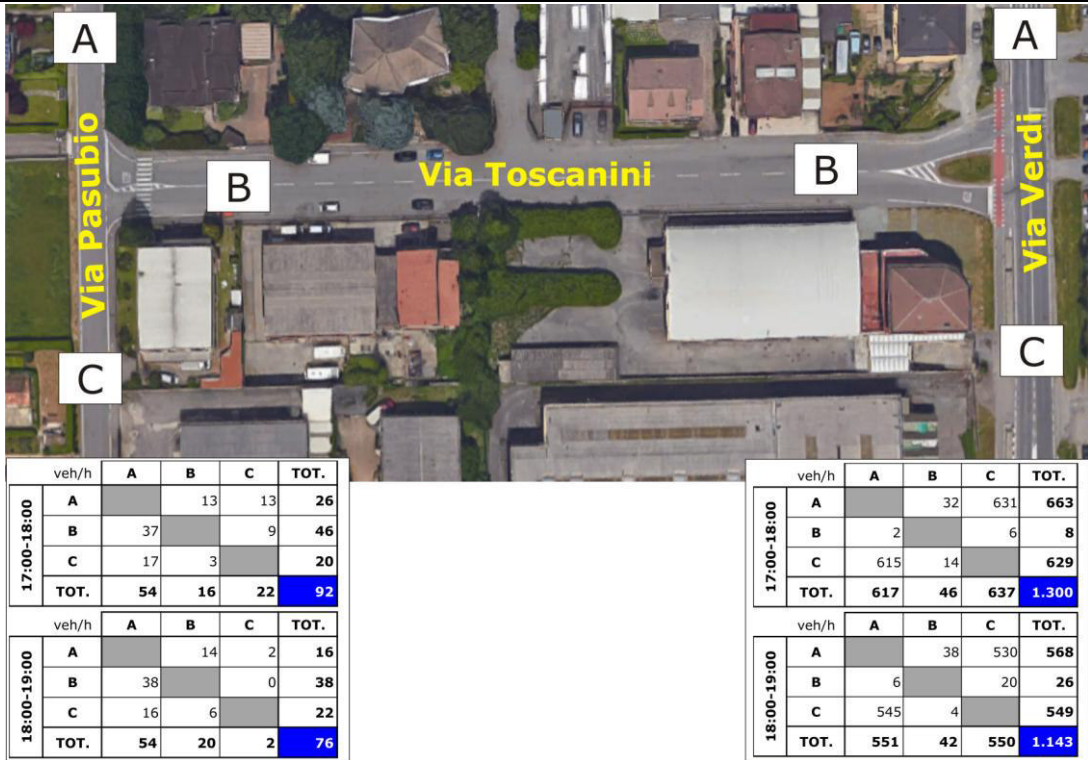 A
A
Via Pasubio
Via Toscanini
Via Verdi
B
B
C
C
veh/h A B C TOT.
17:00-18:00
A 13 13 26
B 37 9 46
C 17 3 20
TOT. 54 16 22 92
veh/h A B C TOT.
18:00-19:00
A 14 2 16
B 38 0 38
C 16 6 22
TOT. 54 20 2 76
veh/h A B C TOT.
17:00-18:00
A 32 631 663
B 2 6 8
C 615 14 629
TOT. 617 46 637 1.300
veh/h A B C TOT.
18:00-19:00
A 38 530 568
B 6 20 26
C 545 4 549
TOT. 551 42 550 1.143